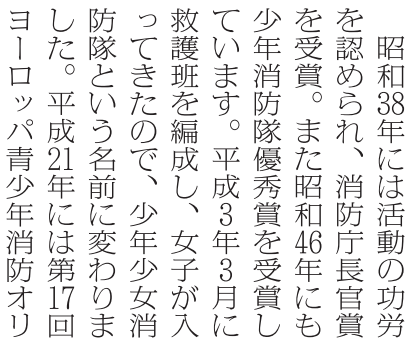 昭和38年には活動の功労
を認められ、消防庁長官賞
を受賞。また昭和46年にも
少年消防隊優秀賞を受賞し
ています。平成3年3月に
救護班を編成し、女子が入
ってきたので、少年少女消
防隊という名前に変わりま
した。平成21年には第17回
ヨーロッパ青少年消防オリ